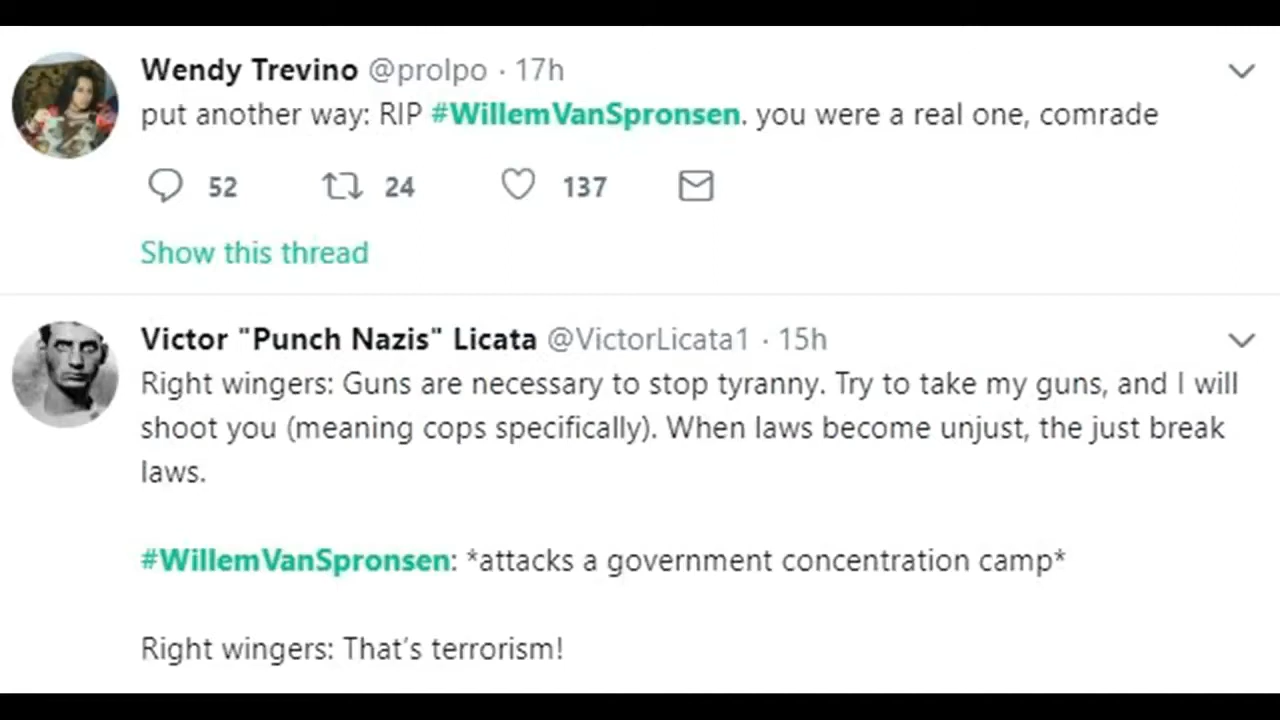 Wendy Trevino @prolpo · 17h
put another way: RIP #WillemVanSpronsen. you were a real one, comrade
52 24 137
Show this thread
Victor "Punch Nazis" Licata @VictorLicata1 · 15h
Right wingers: Guns are necessary to stop tyranny. Try to take my guns, and I will
shoot you (meaning cops specifically). When laws become unjust, the just break
laws.
#WillemVanSpronsen: *attacks a government concentration camp*
Right wingers: That's terrorism!